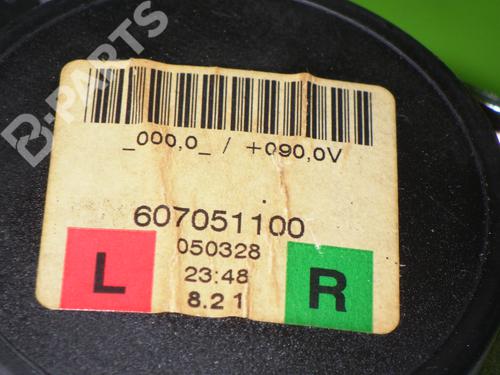 B-PARTS
_000,0_ / +090,0V
607051100
050328
L
23:48
R
8.21